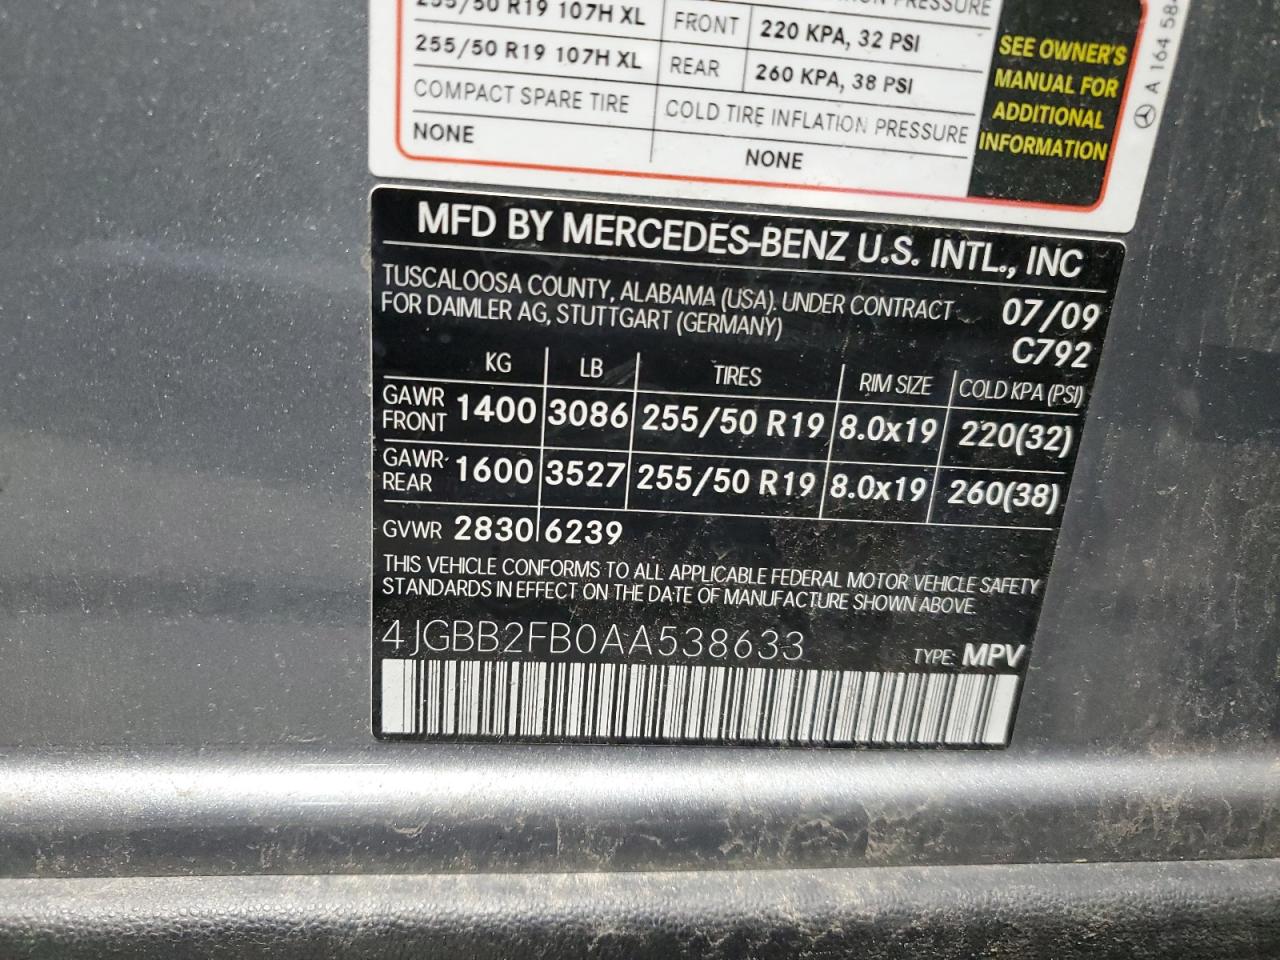 255/50 R19 107H XL FRONT 220 KPA, 32 PSI
255/50 R19 107H XL REAR 260 KPA, 38 PSI
COMPACT SPARE TIRE COLD TIRE INFLATION PRESSURE
NONE NONE
SEE OWNER'S
MANUAL FOR
ADDITIONAL
INFORMATION
A 164 58
MFD BY MERCEDES-BENZ U.S. INTL., INC
TUSCALOOSA COUNTY, ALABAMA (USA). UNDER CONTRACT
FOR DAIMLER AG, STUTTGART (GERMANY)
07/09
C792
KG LB TIRES RIM SIZE COLD KPA (PSI)
GAWR FRONT 1400 3086 255/50 R19 8.0x19 220(32)
GAWR REAR 1600 3527 255/50 R19 8.0x19 260(38)
GVWR 2830 6239
THIS VEHICLE CONFORMS TO ALL APPLICABLE FEDERAL MOTOR VEHICLE SAFETY
STANDARDS IN EFFECT ON THE DATE OF MANUFACTURE SHOWN ABOVE.
4JGBB2FB0AA538633 TYPE: MPV